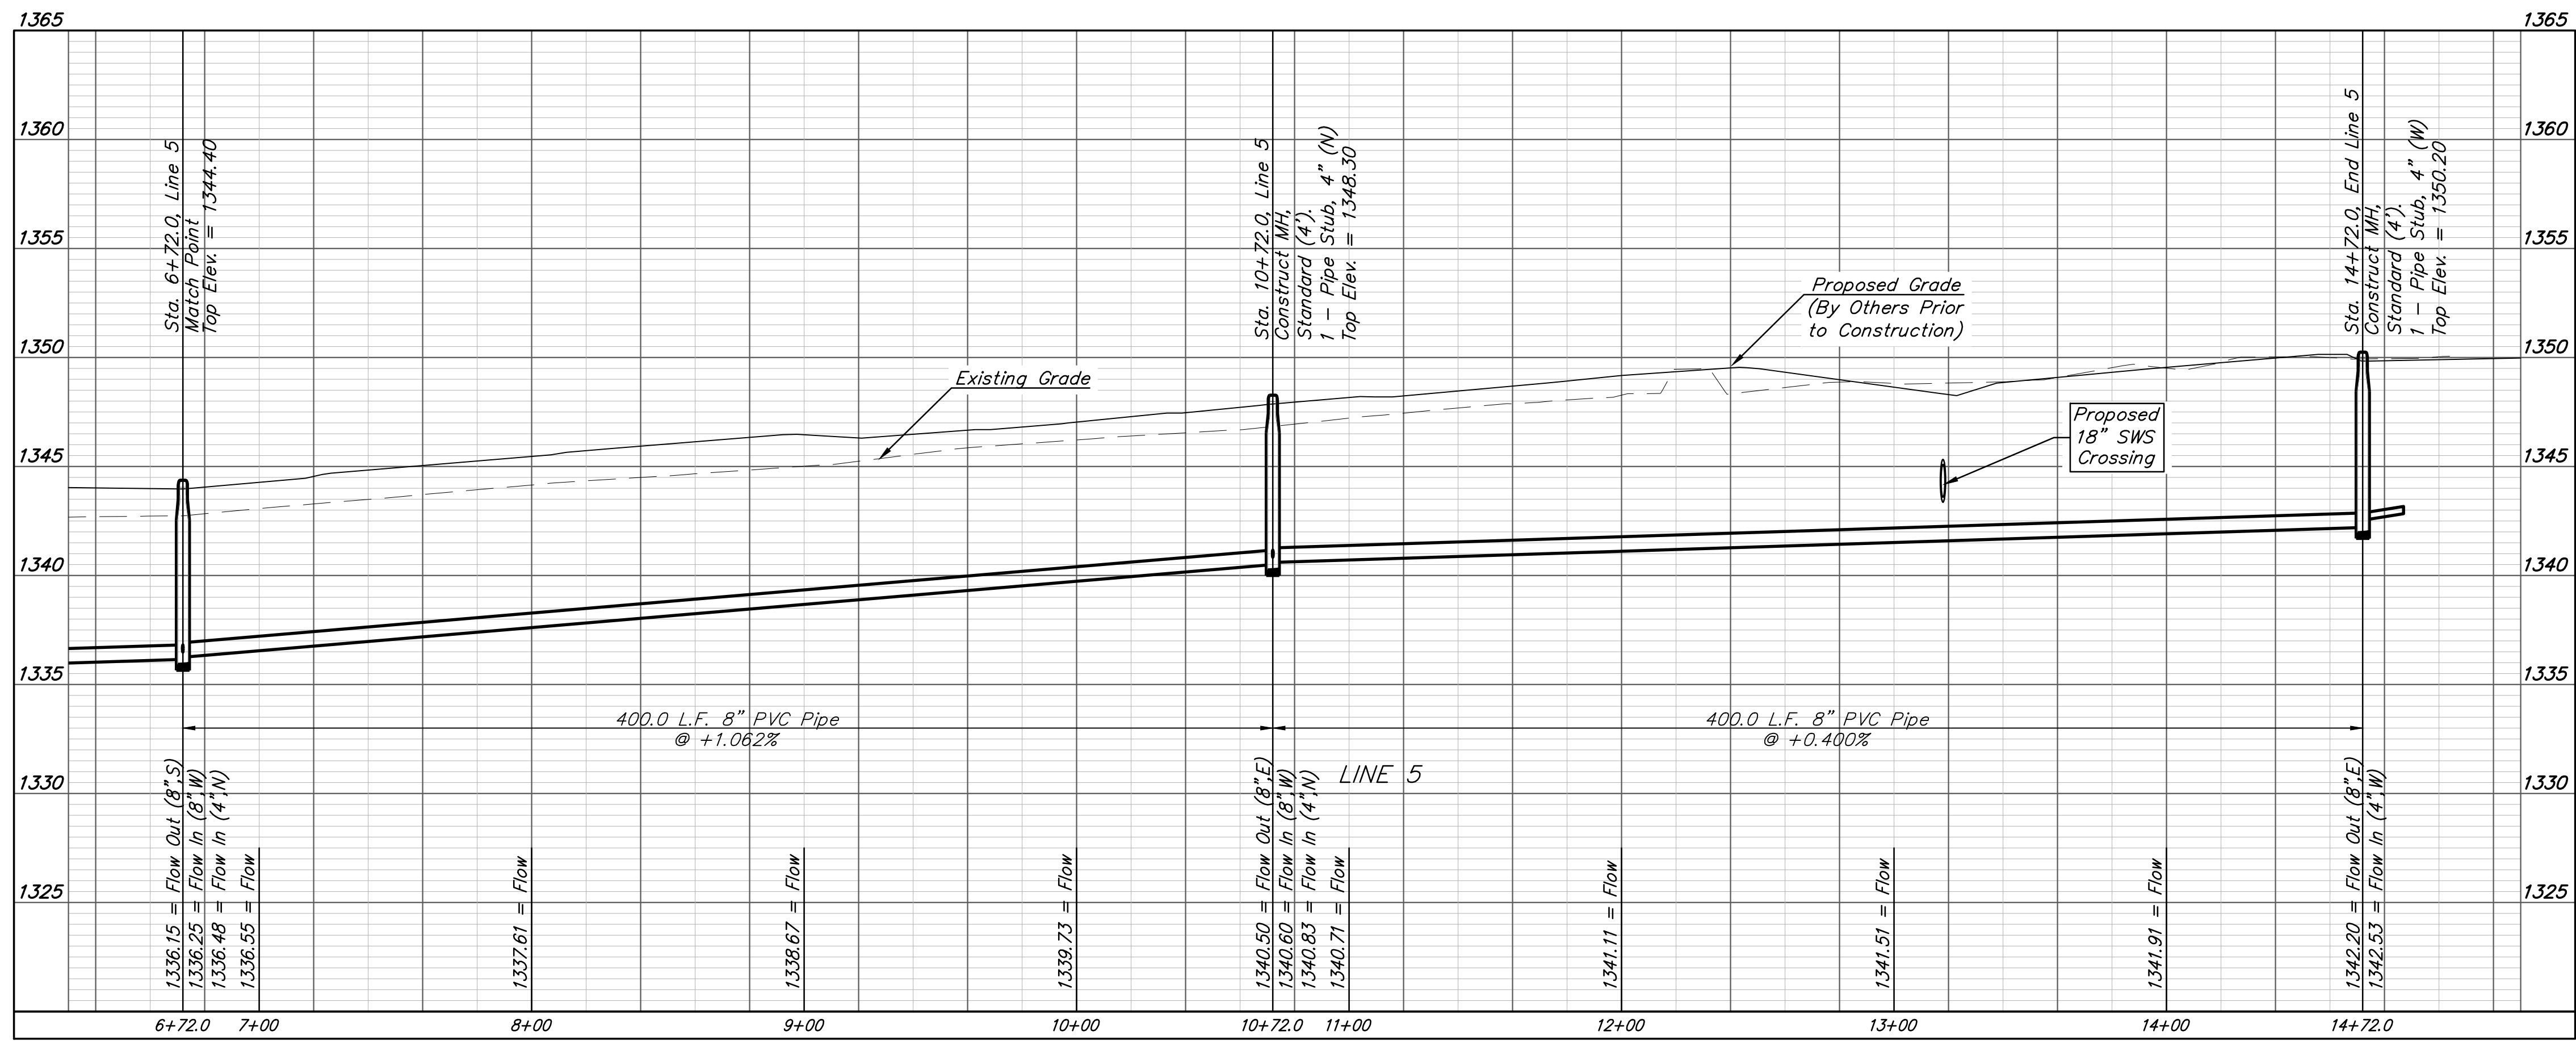 1365
1365
1360
1360
1355
1355
1350
1350
1345
1345
1340
1340
1335
1335
1330
1330
1325
1325
Sta. 6+72.0, Line 5
Match Point
Top Elev. = 1344.40
Sta. 10+72.0, Line 5
Construct MH,
Standard (4').
1 - Pipe Stub, 4" (N)
Top Elev. = 1348.30
Sta. 14+72.0, End Line 5
Construct MH,
Standard (4').
1 - Pipe Stub, 4" (W)
Top Elev. = 1350.20
Existing Grade
Proposed Grade
(By Others Prior
to Construction)
Proposed
18" SWS
Crossing
400.0 L.F. 8" PVC Pipe
@ +1.062%
400.0 L.F. 8" PVC Pipe
@ +0.400%
LINE 5
1336.15 = Flow Out (8",S)
1336.25 = Flow In (8",W)
1336.48 = Flow In (4",N)
1336.55 = Flow
1337.61 = Flow
1338.67 = Flow
1339.73 = Flow
1340.50 = Flow Out (8",E)
1340.60 = Flow In (8",W)
1340.83 = Flow In (4",N)
1340.71 = Flow
1341.11 = Flow
1341.51 = Flow
1341.91 = Flow
1342.20 = Flow Out (8",E)
1342.53 = Flow In (4",W)
6+72.0
7+00
8+00
9+00
10+00
10+72.0
11+00
12+00
13+00
14+00
14+72.0